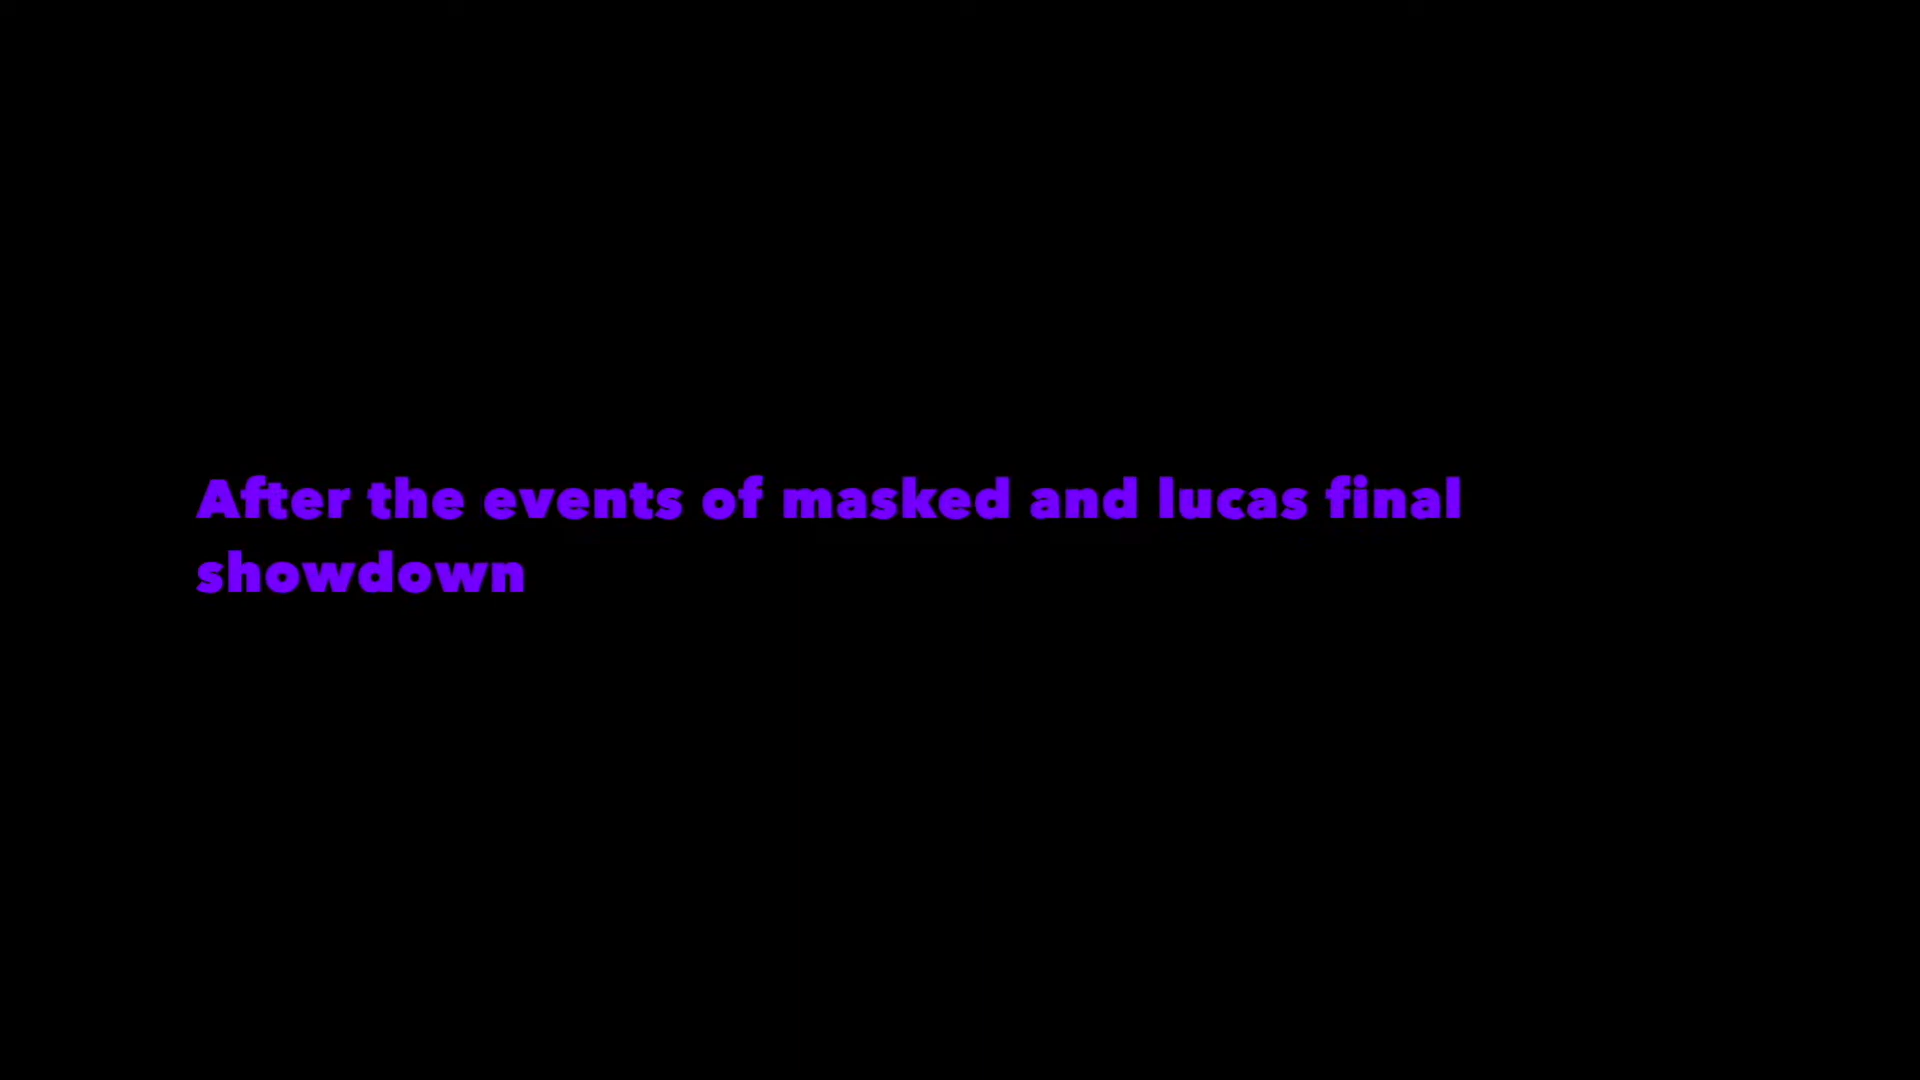 After the events of masked and lucas final
showdown